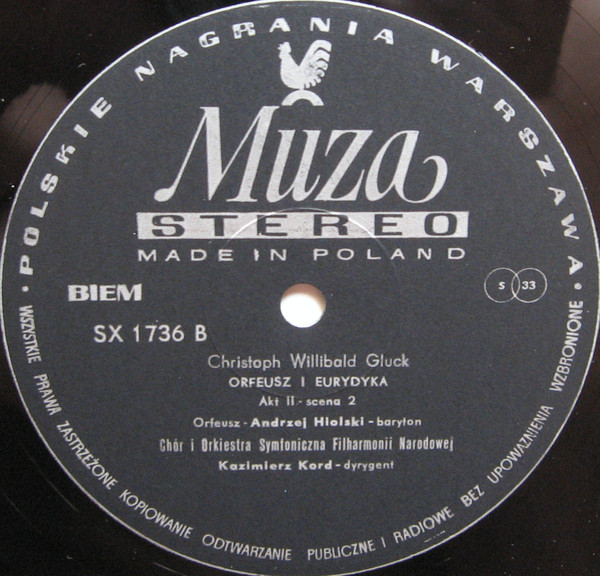 • POLSKIE NAGRANIA WARSZAWA •
Muza
STEREO
MADE IN POLAND
BIEM
S 33
SX 1736 B
Christoph Willibald Gluck
ORFEUSZ I EURYDYKA
Akt II - scena 2
Orfeusz - Andrzej Hiolski - baryton
Chór i Orkiestra Symfoniczna Filharmonii Narodowej
Kazimierz Kord - dyrygent
WSZYSTKIE PRAWA ZASTRZEŻONE KOPIOWANIE ODTWARZANIE PUBLICZNE I RADIOWE BEZ UPOWAŻNIENIA WZBRONIONE